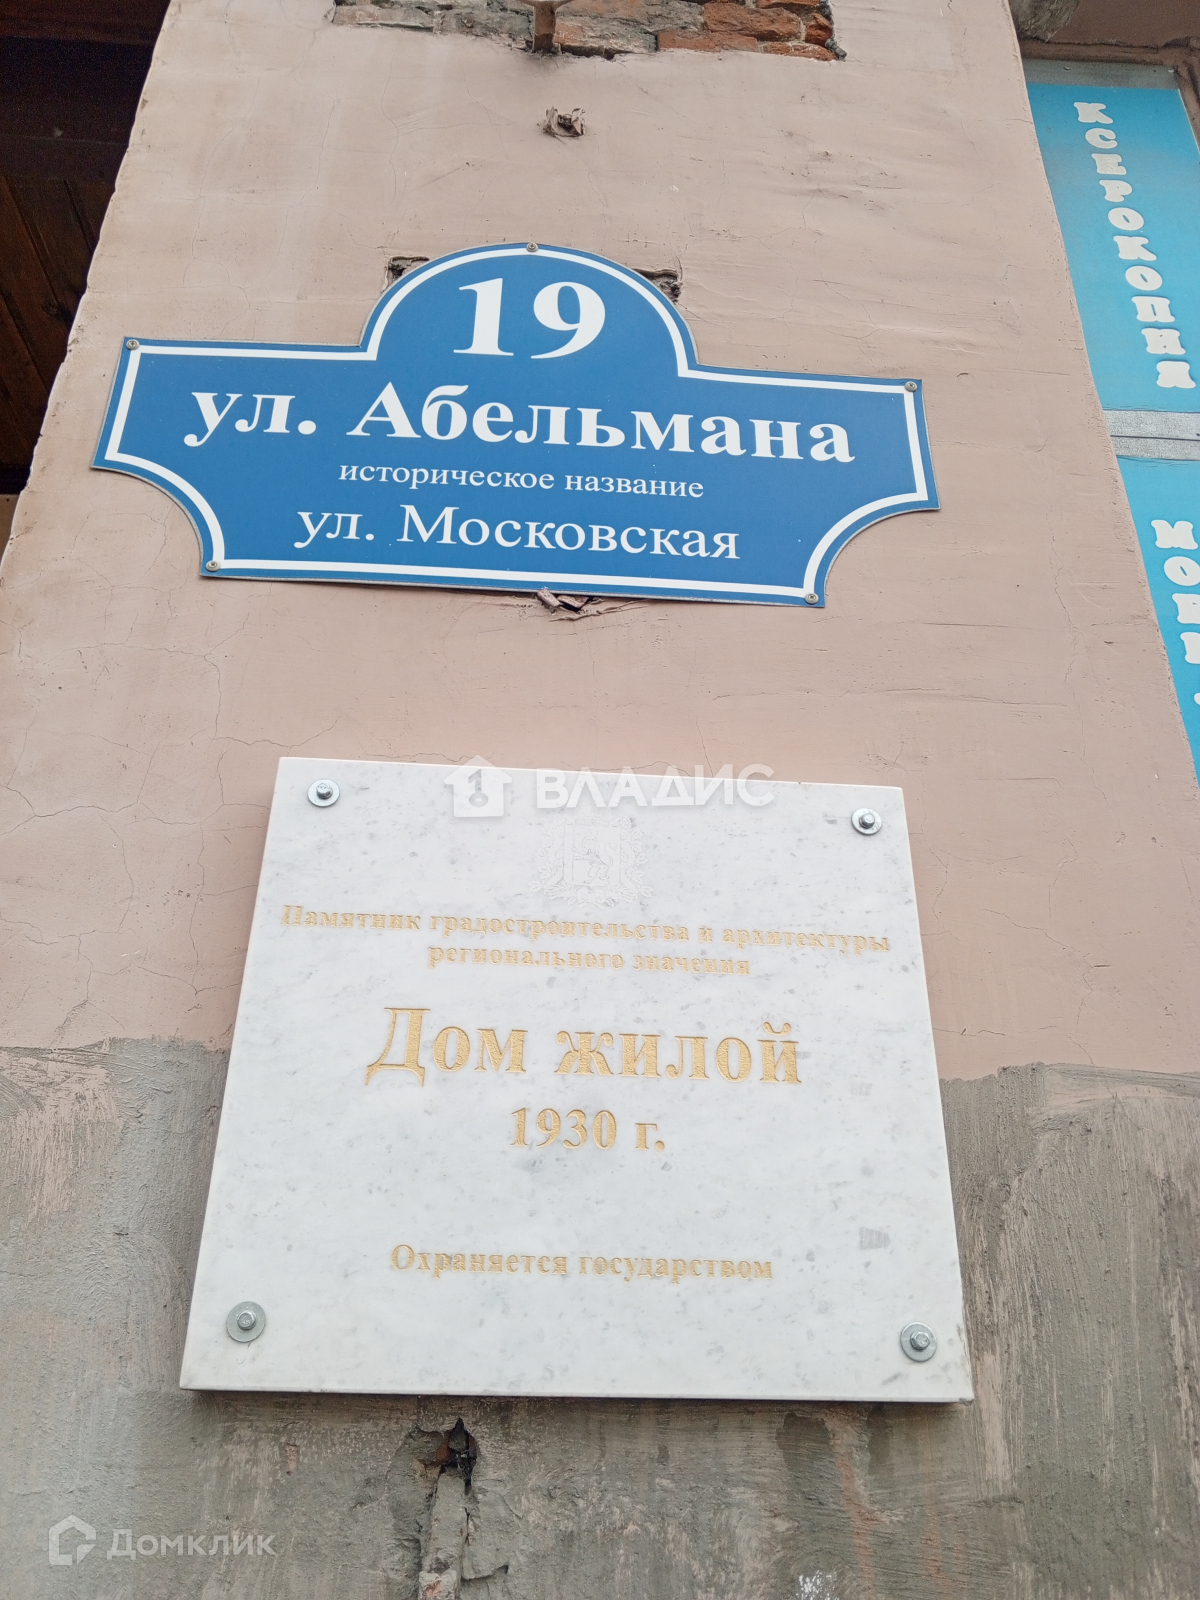 КСЕРОКОПИЯ
19
ул. Абельмана
историческое название
ул. Московская
ВЛАДИС
Памятник градостроительства и архитектуры
регионального значения
Дом жилой
1930 г.
Охраняется государством
Домклик